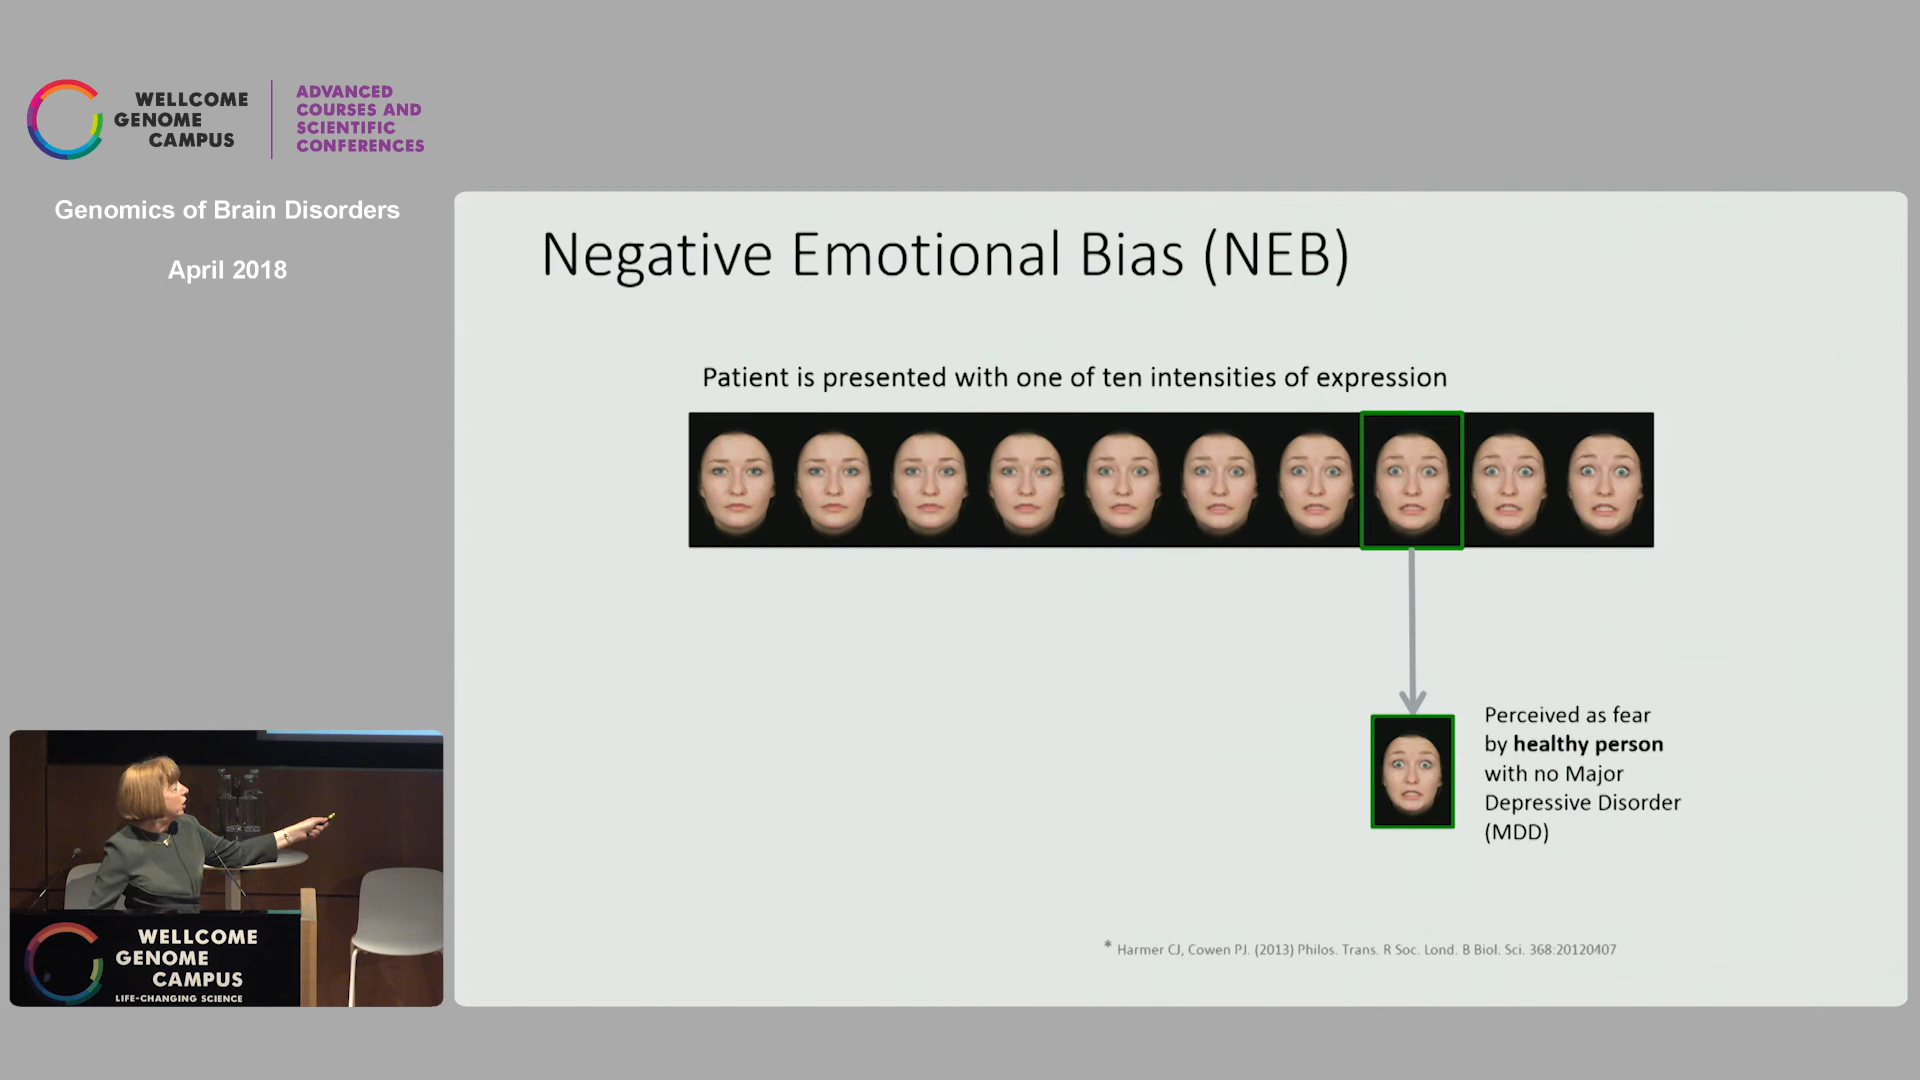 WELLCOME
GENOME
CAMPUS
ADVANCED
COURSES AND
SCIENTIFIC
CONFERENCES
Genomics of Brain Disorders
April 2018
Negative Emotional Bias (NEB)
Patient is presented with one of ten intensities of expression
Perceived as fear
by healthy person
with no Major
Depressive Disorder
(MDD)
* Harmer CJ, Cowen PJ. (2013) Philos. Trans. R Soc. Lond. B Biol. Sci. 368:20120407
WELLCOME
GENOME
CAMPUS
LIFE-CHANGING SCIENCE